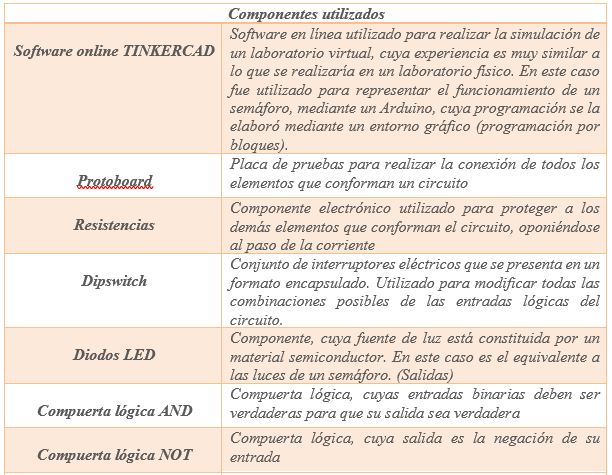 Componentes utilizados
Software online TINKERCAD
Software en línea utilizado para realizar la simulación de
un laboratorio virtual, cuya experiencia es muy similar a
lo que se realizaría en un laboratorio físico. En este caso
fue utilizado para representar el funcionamiento de un
semáforo, mediante un Arduino, cuya programación se la
elaboró mediante un entorno gráfico (programación por
bloques).
Protoboard
Placa de pruebas para realizar la conexión de todos los
elementos que conforman un circuito
Resistencias
Componente electrónico utilizado para proteger a los
demás elementos que conforman el circuito, oponiéndose
al paso de la corriente
Dipswitch
Conjunto de interruptores eléctricos que se presenta en un
formato encapsulado. Utilizado para modificar todas las
combinaciones posibles de las entradas lógicas del
circuito.
Diodos LED
Componente, cuya fuente de luz está constituida por un
material semiconductor. En este caso es el equivalente a
las luces de un semáforo. (Salidas)
Compuerta lógica AND
Compuerta lógica, cuyas entradas binarias deben ser
verdaderas para que su salida sea verdadera
Compuerta lógica NOT
Compuerta lógica, cuya salida es la negación de su
entrada